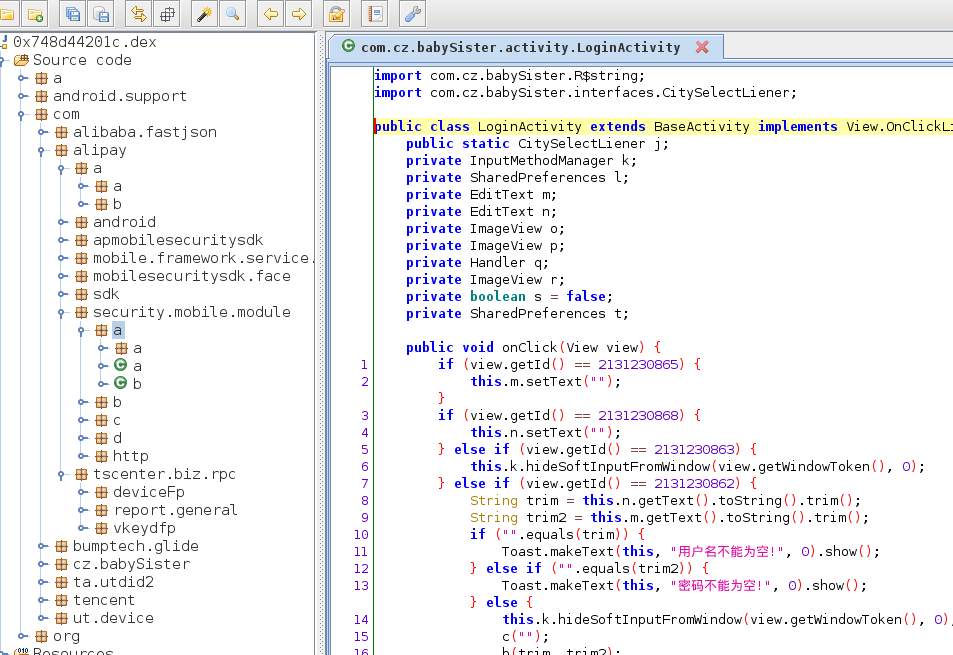 0x748d44201c.dex
Source code
a
android.support
com
alibaba.fastjson
alipay
a
a
b
android
apmobilesecuritysdk
mobile.framework.service.
mobilesecuritysdk.face
sdk
security.mobile.module
a
a
a
b
b
c
d
http
tscenter.biz.rpc
deviceFp
report.general
vkeydfp
bumptech.glide
cz.babySister
ta.utdid2
tencent
ut.device
org
Resources
com.cz.babySister.activity.LoginActivity
import com.cz.babySister.R$string;
import com.cz.babySister.interfaces.CitySelectLiener;
public class LoginActivity extends BaseActivity implements View.OnClickLi
public static CitySelectLiener j;
private InputMethodManager k;
private SharedPreferences l;
private EditText m;
private EditText n;
private ImageView o;
private ImageView p;
private Handler q;
private ImageView r;
private boolean s = false;
private SharedPreferences t;
public void onClick(View view) {
1 if (view.getId() == 2131230865) {
2 this.m.setText("");
}
3 if (view.getId() == 2131230868) {
4 this.n.setText("");
5 } else if (view.getId() == 2131230863) {
6 this.k.hideSoftInputFromWindow(view.getWindowToken(), 0);
7 } else if (view.getId() == 2131230862) {
8 String trim = this.n.getText().toString().trim();
9 String trim2 = this.m.getText().toString().trim();
10 if ("".equals(trim)) {
11 Toast.makeText(this, "用户名不能为空!", 0).show();
12 } else if ("".equals(trim2)) {
13 Toast.makeText(this, "密码不能为空!", 0).show();
} else {
14 this.k.hideSoftInputFromWindow(view.getWindowToken(), 0)
15 c("");
16 b(trim, trim2);